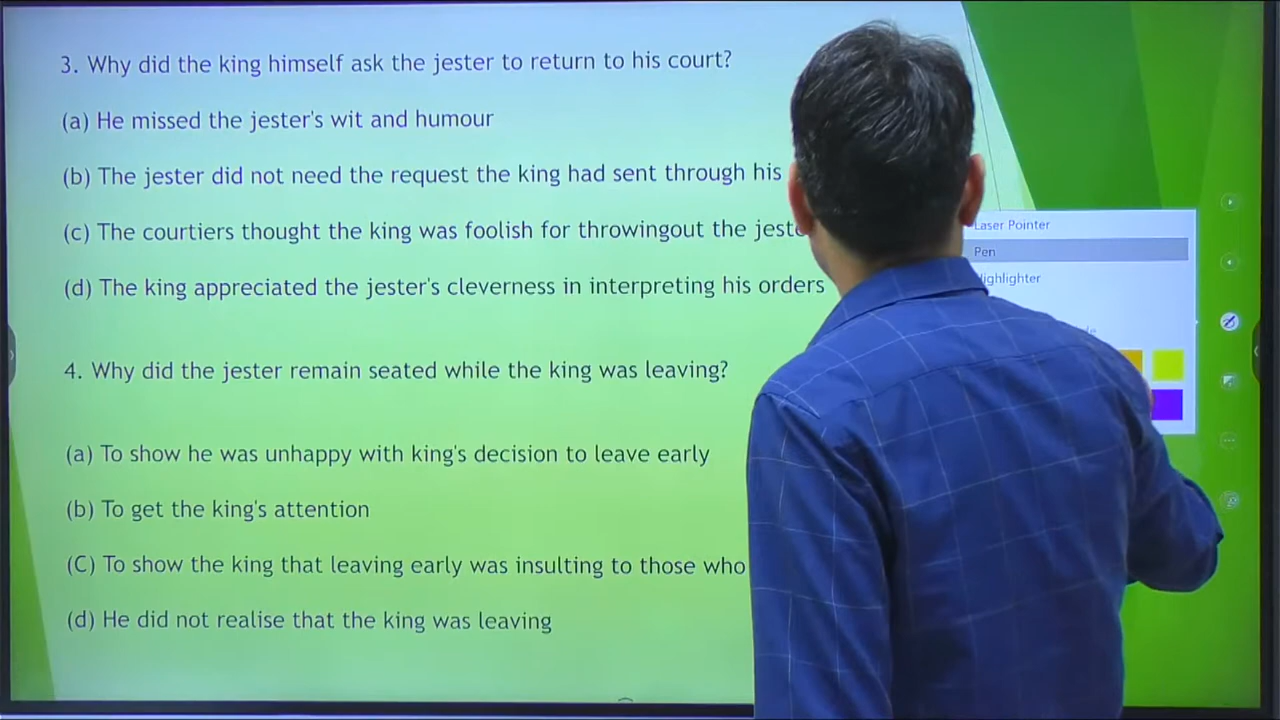 3. Why did the king himself ask the jester to return to his court?
(a) He missed the jester's wit and humour
(b) The jester did not need the request the king had sent through his
(c) The courtiers thought the king was foolish for throwingout the
(d) The king appreciated the jester's cleverness in interpreting his orders
4. Why did the jester remain seated while the king was leaving?
(a) To show he was unhappy with king's decision to leave early
(b) To get the king's attention
(C) To show the king that leaving early was insulting to those who
(d) He did not realise that the king was leaving
Laser Pointer
Pen
Highlighter